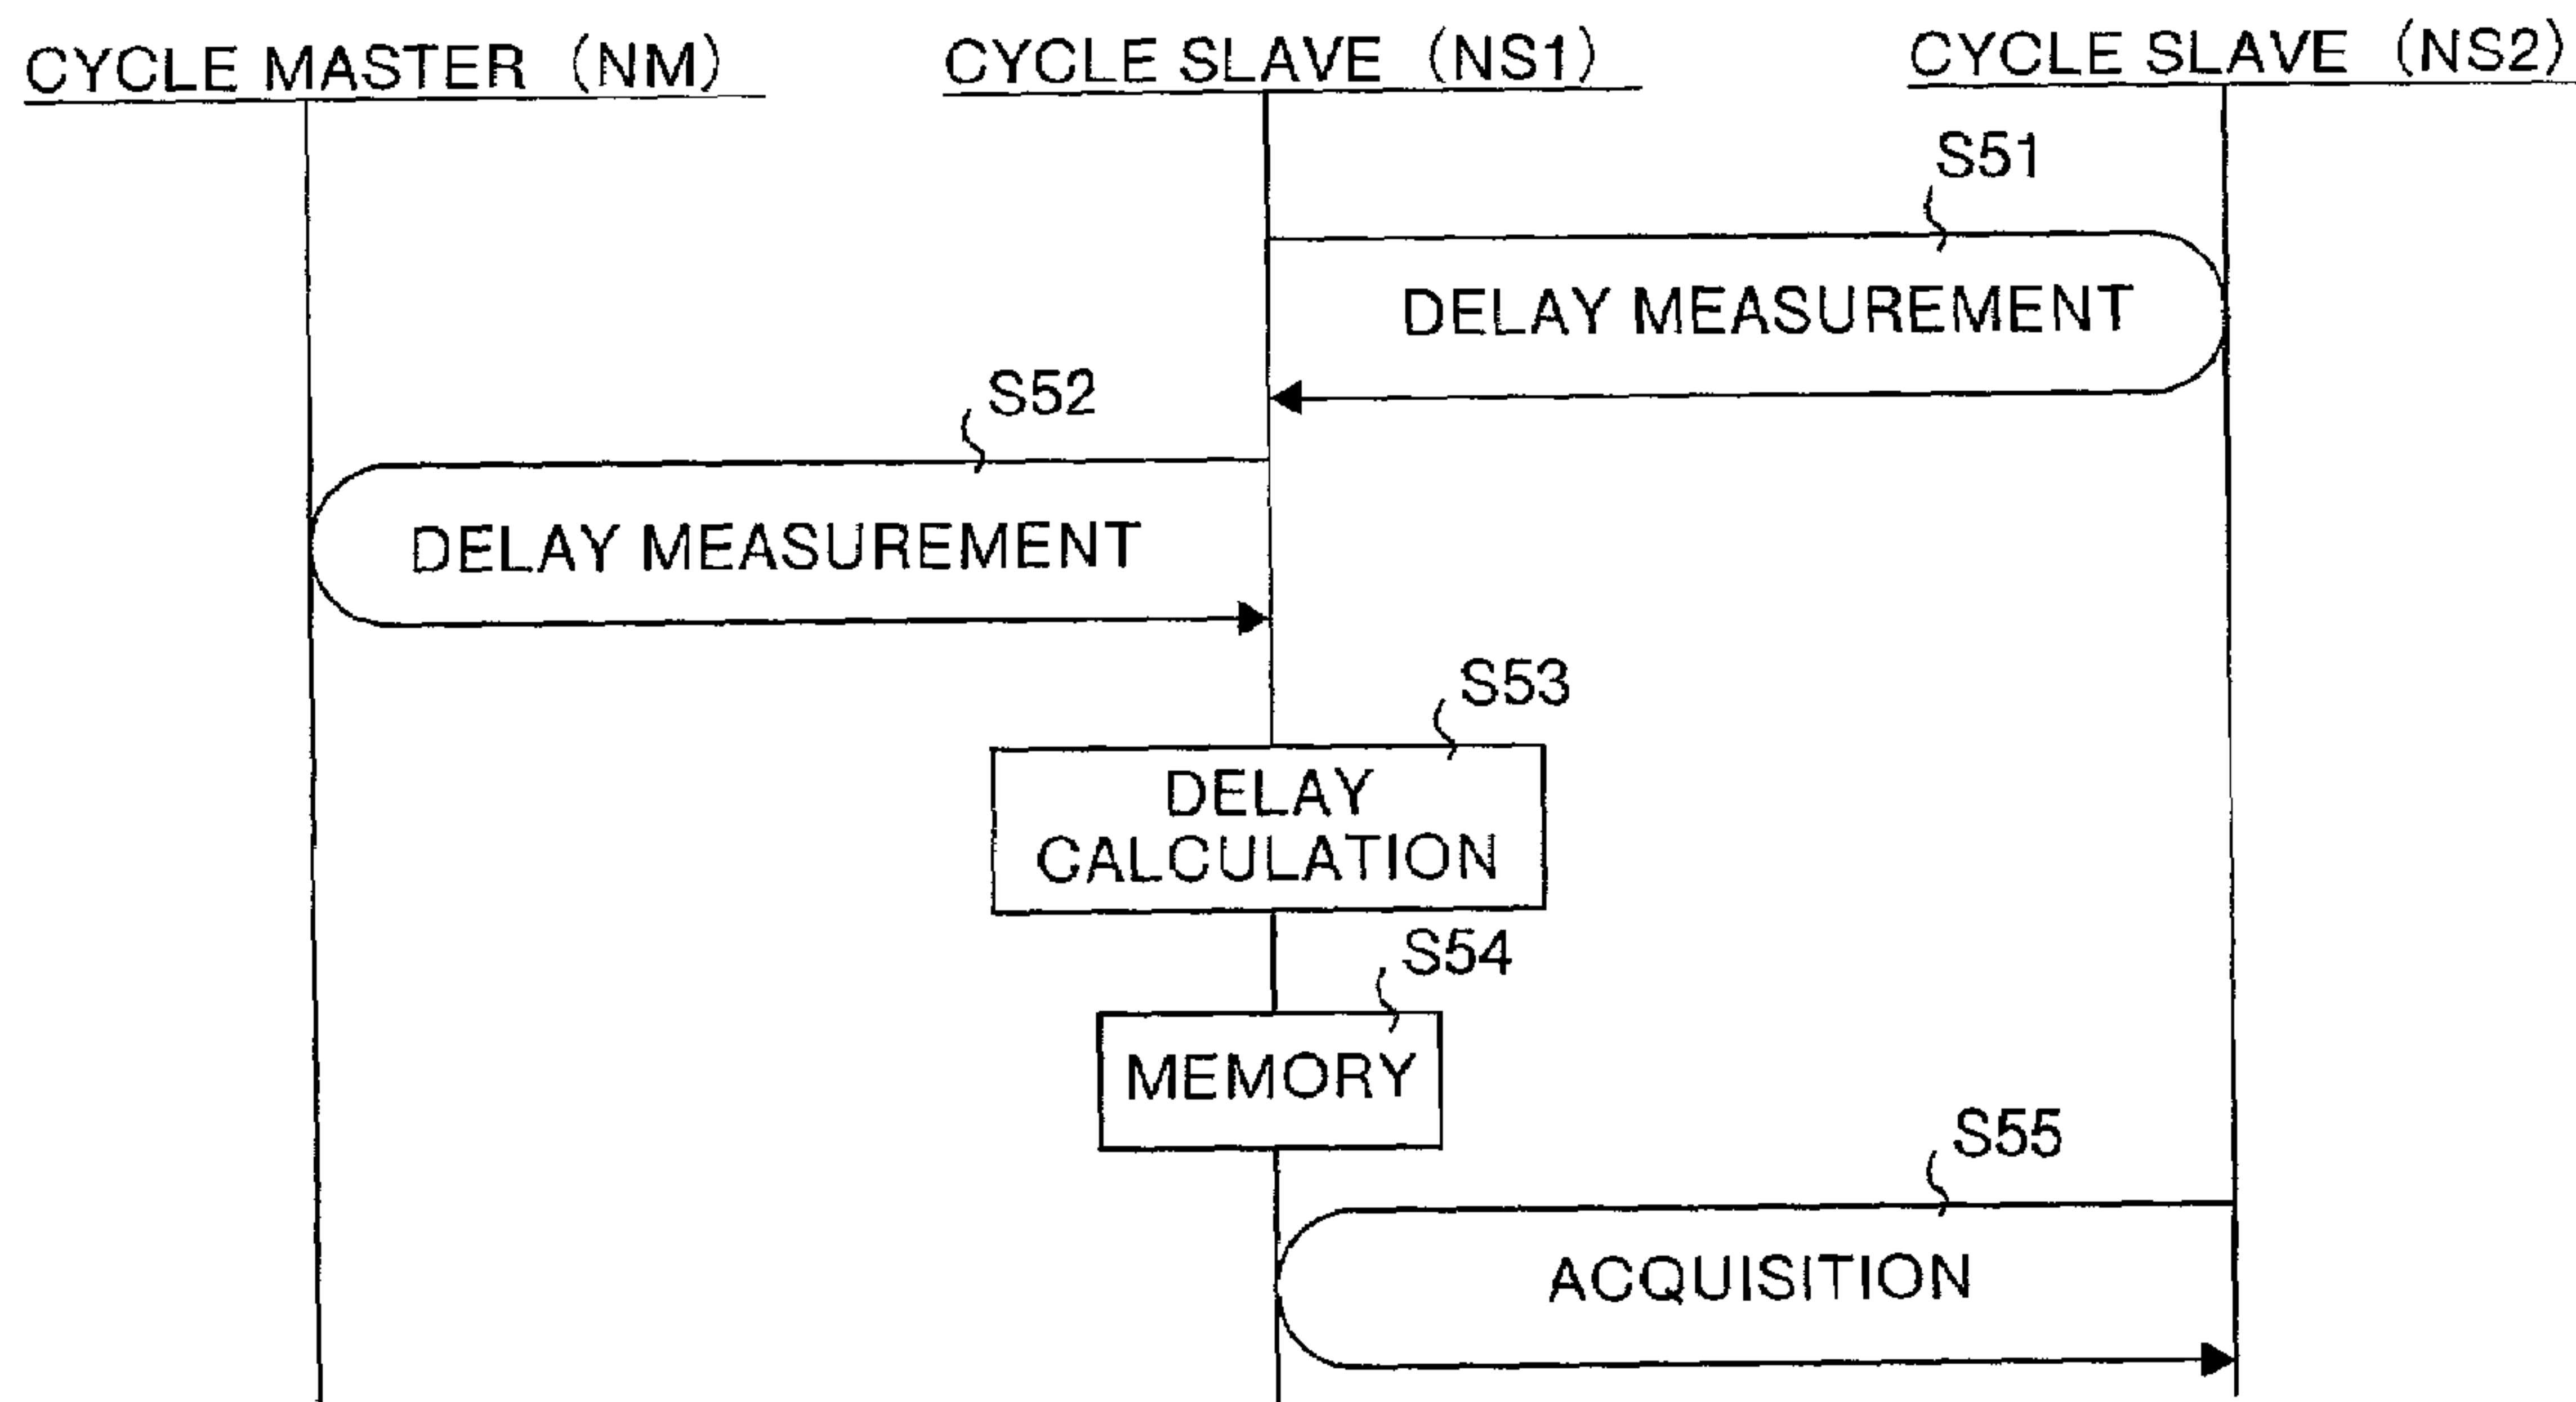 CYCLE MASTER (NM)
CYCLE SLAVE (NS1)
CYCLE SLAVE (NS2)
S51
DELAY MEASUREMENT
S52
DELAY MEASUREMENT
S53
DELAY
CALCULATION
S54
MEMORY
S55
ACQUISITION